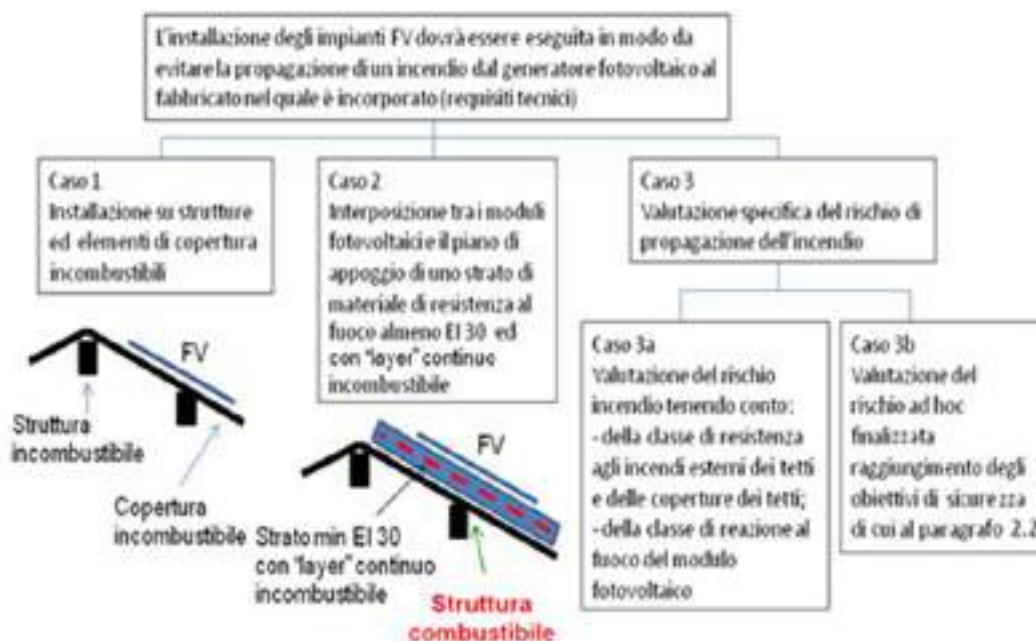 L'installazione degli impianti FV dovrà essere eseguita in modo da
evitare la propagazione di un incendio dal generatore fotovoltaico al
fabbricato nel quale è incorporato (requisiti tecnici)
Caso 1
Installazione su strutture
ed elementi di copertura
incombustibili
Caso 2
Interposizione tra i moduli
fotovoltaici e il piano di
appoggio di uno strato di
materiale di resistenza al
fuoco almeno EI 30 ed
con "layer" continuo
incombustibile
Caso 3
Valutazione specifica del rischio di
propagazione dell'incendio
Caso 3a
Valutazione del rischio
incendio tenendo conto:
- della classe di resistenza
agli incendi esterni dei tetti
e delle coperture dei tetti;
- della classe di reazione al
fuoco del modulo
fotovoltaico
Caso 3b
Valutazione del
rischio ad hoc
finalizzata
raggiungimento degli
obiettivi di sicurezza
di cui al paragrafo 2.2
FV
Struttura
incombustibile
Copertura
incombustibile
FV
Strato min EI 30
con "layer" continuo
incombustibile
Struttura
combustibile